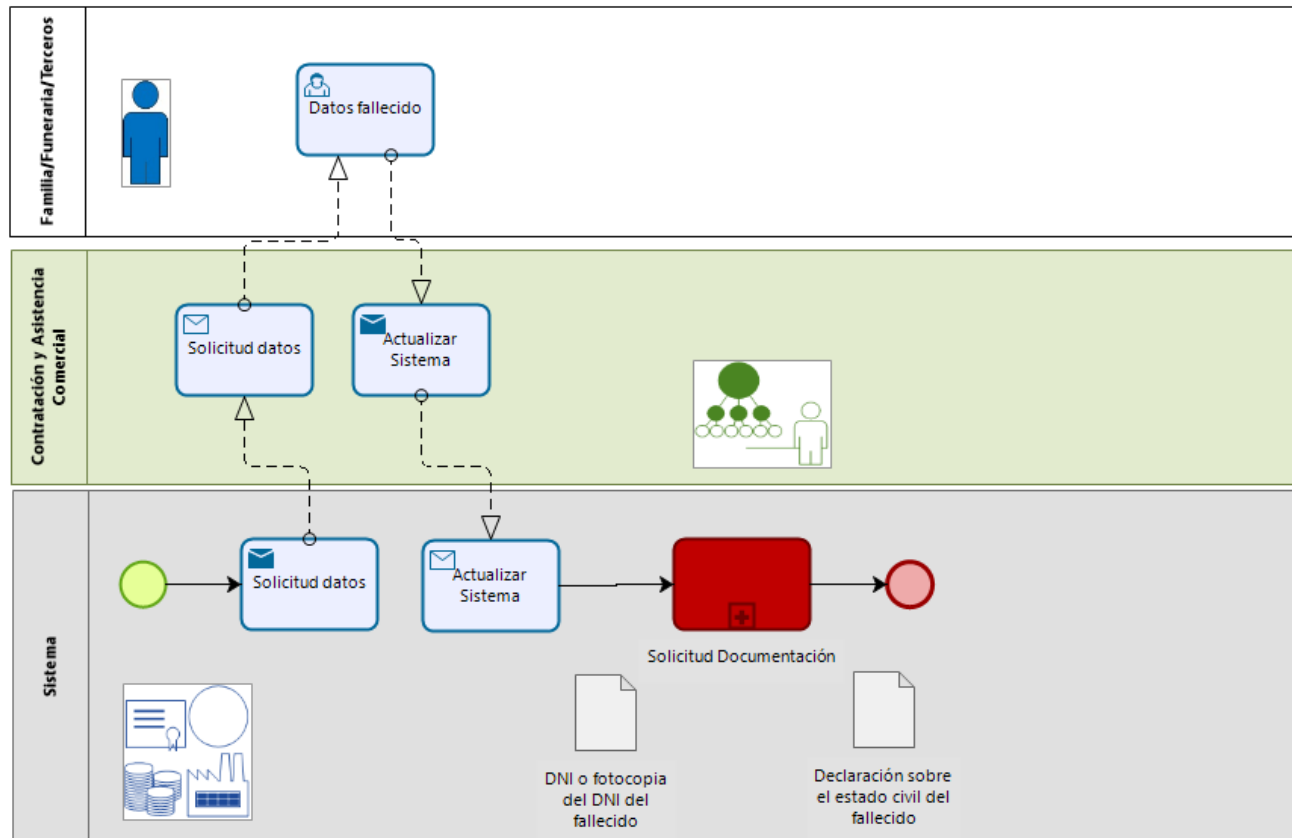 Familia/Funeraria/Terceros
Datos fallecido
Contratación y Asistencia
Comercial
Solicitud datos
Actualizar
Sistema
Sistema
Solicitud datos
Actualizar
Sistema
Solicitud Documentación
DNI o fotocopia
del DNI del
fallecido
Declaración sobre
el estado civil del
fallecido